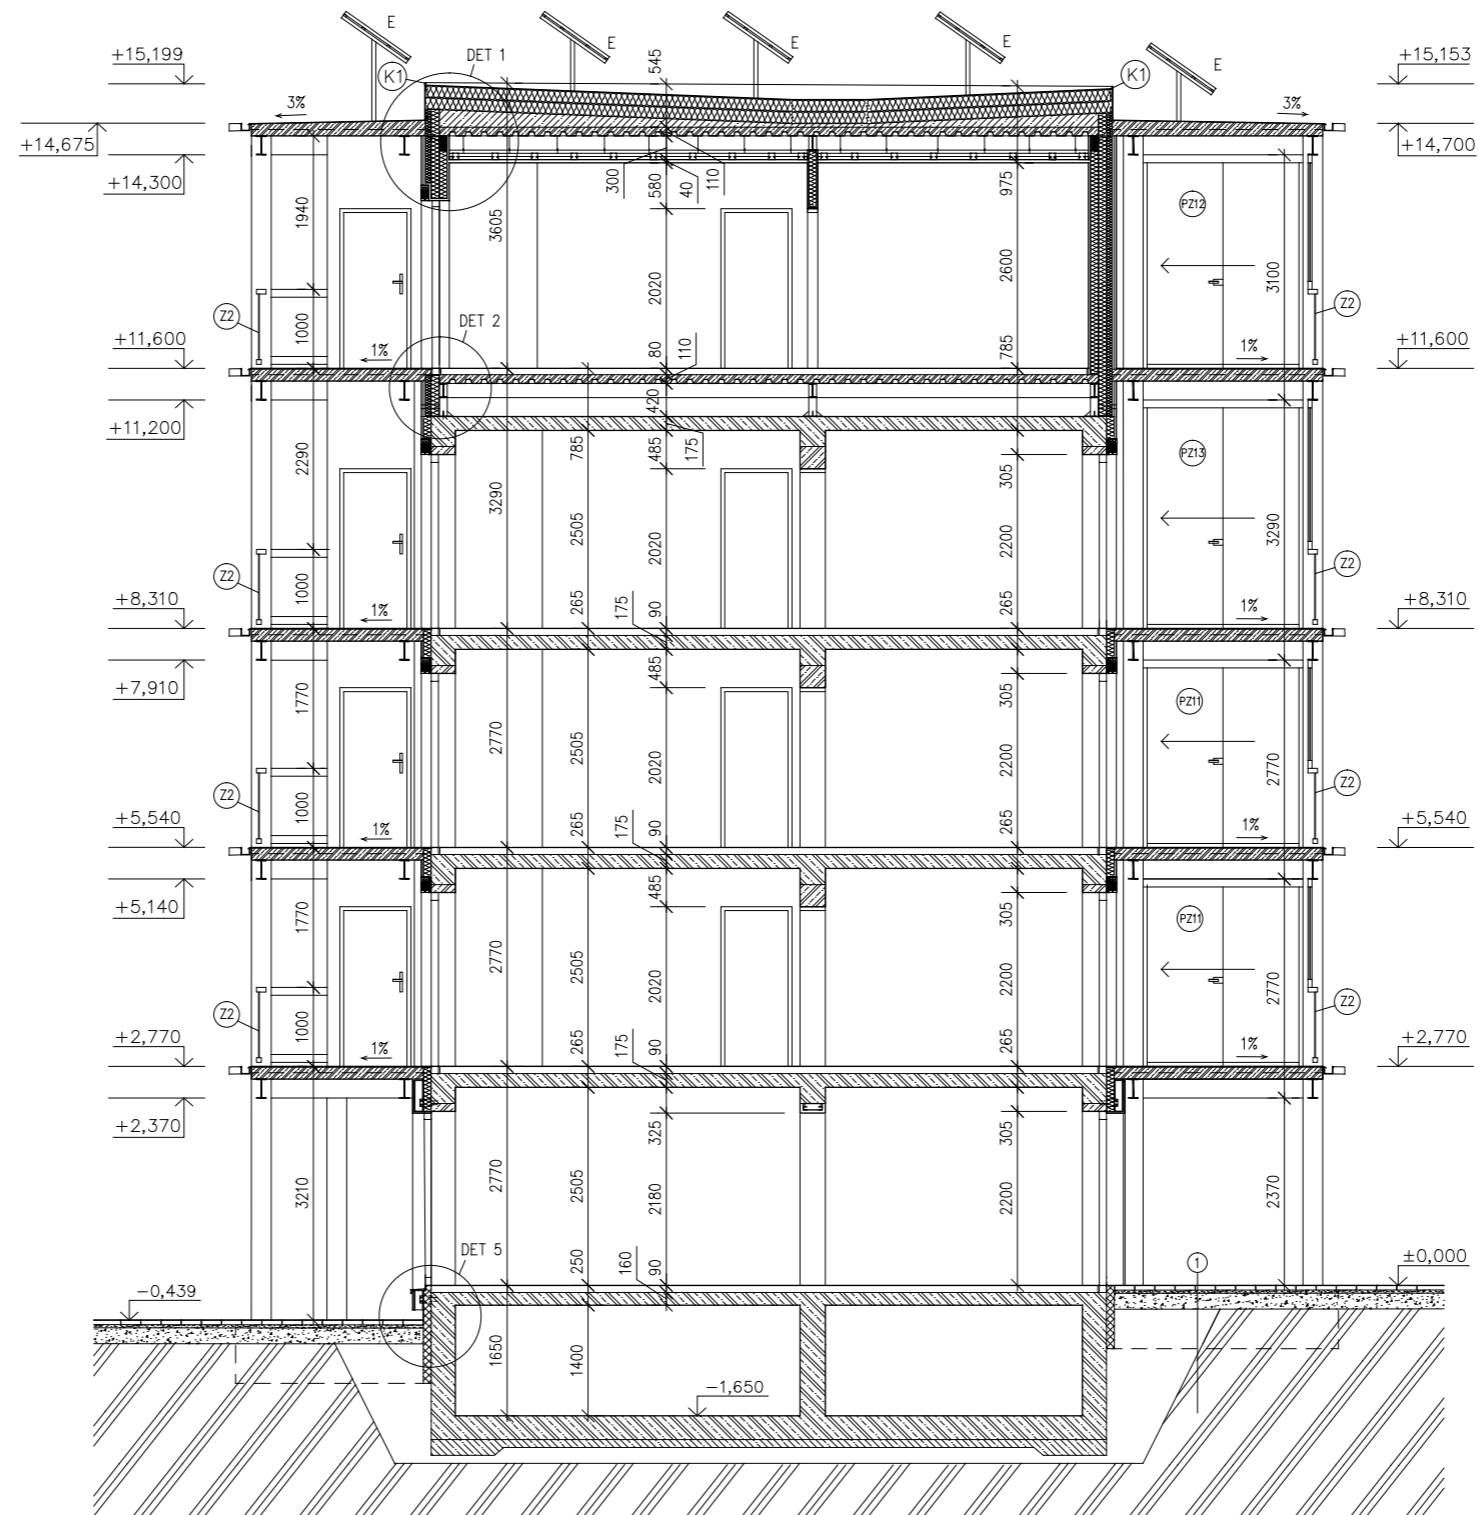 E E E E E
+15,199 DET 1 545 +15,153
K1 K1
3% 3%
+14,675 +14,700
+14,300
300 580 40 110 975
1940 3605 PZ12
2020 2600 3100
Z2 1000 Z2
DET 2
+11,600 1% 80 110 785 1% +11,600
+11,200 420
2290 785 485 175 305 PZ13
3290 2505 2020 2200 3290
Z2 1000 Z2
+8,310 1% 265 175 90 265 1% +8,310
+7,910 485 305
1770 PZ11
2770 2505 2020 2200 2770
Z2 1000 Z2
+5,540 1% 265 175 90 265 1% +5,540
+5,140 485 305
1770 PZ11
2770 2505 2020 2200 2770
Z2 1000 Z2
+2,770 1% 265 175 90 265 1% +2,770
+2,370 325 305
3210 2770 2505 2180 2200 2370
DET 5 250 160 90 1 ±0,000
−0,439
1650 1400
−1,650